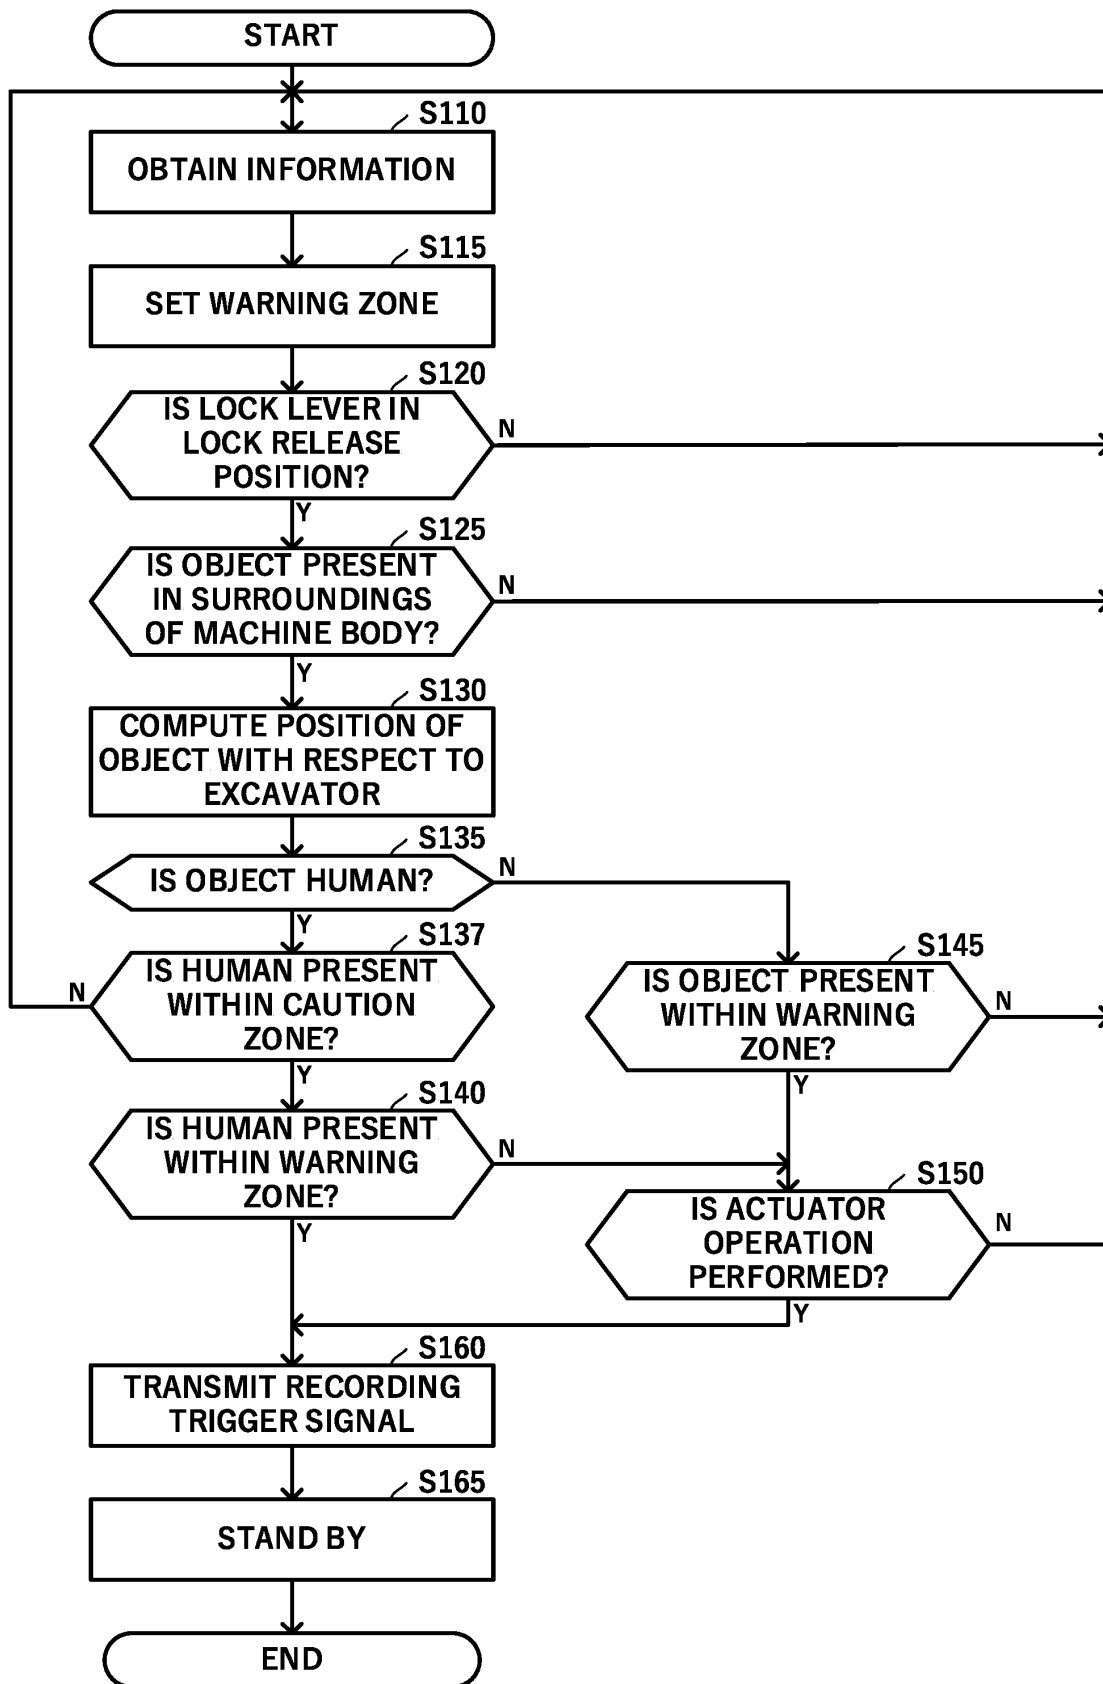 START
S110
OBTAIN INFORMATION
S115
SET WARNING ZONE
S120
IS LOCK LEVER IN
LOCK RELEASE
POSITION?
N
Y
S125
IS OBJECT PRESENT
IN SURROUNDINGS
OF MACHINE BODY?
N
Y
S130
COMPUTE POSITION OF
OBJECT WITH RESPECT TO
EXCAVATOR
S135
IS OBJECT HUMAN?
N
Y
S137
IS HUMAN PRESENT
WITHIN CAUTION
ZONE?
N
Y
S145
IS OBJECT PRESENT
WITHIN WARNING
ZONE?
N
Y
S140
IS HUMAN PRESENT
WITHIN WARNING
ZONE?
N
Y
S150
IS ACTUATOR
OPERATION
PERFORMED?
N
Y
S160
TRANSMIT RECORDING
TRIGGER SIGNAL
S165
STAND BY
END